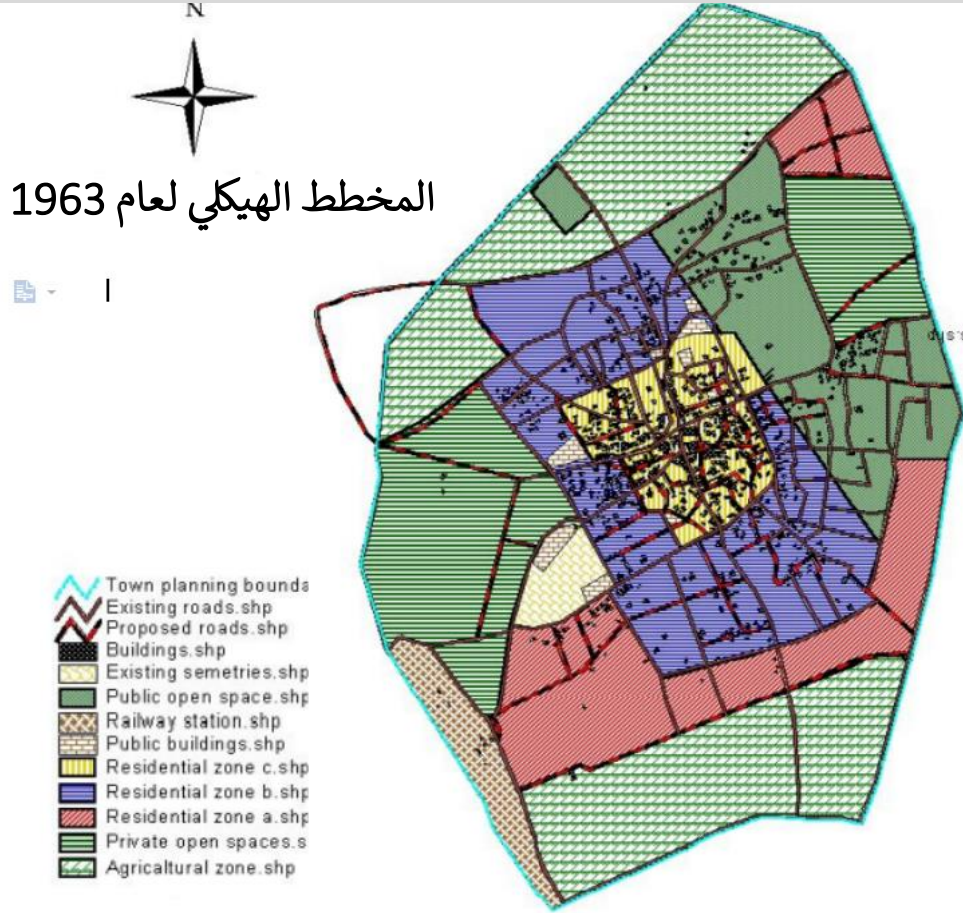 N
المخطط الهيكلي لعام 1963
Town planning bounda
Existing roads.shp
Proposed roads.shp
Buildings.shp
Existing semetries.shp
Public open space.shp
Railway station.shp
Public buildings.shp
Residential zone c.shp
Residential zone b.shp
Residential zone a.shp
Private open spaces.s
Agricaltural zone.shp